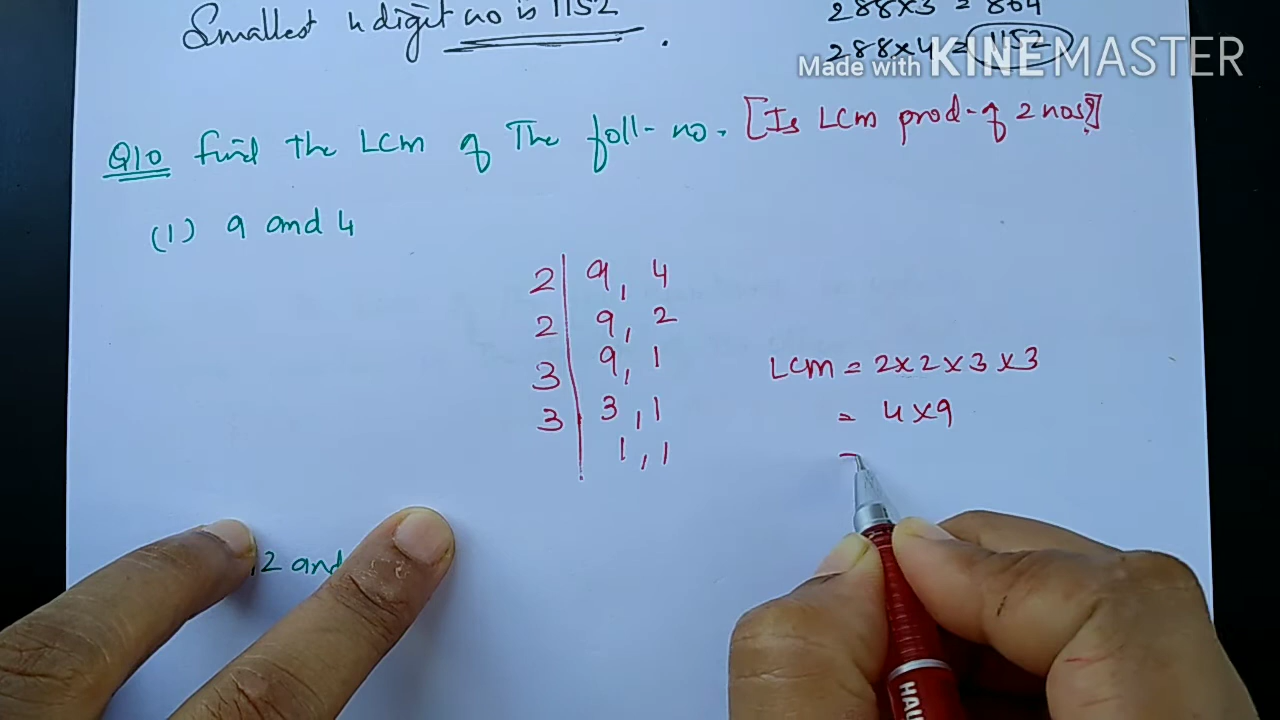 Smallest 4 digit no is 1152.
288x3 = 864
288x4 = 1152
Made with KINEMASTER
Q10 Find the LCM of The foll- no. [Is LCM prod-of 2 nos?]
(1) 9 and 4
2 | 9, 4
2 | 9, 2
3 | 9, 1
3 | 3, 1
1, 1
LCM = 2x2x3x3
= 4x9
12 and
HAU